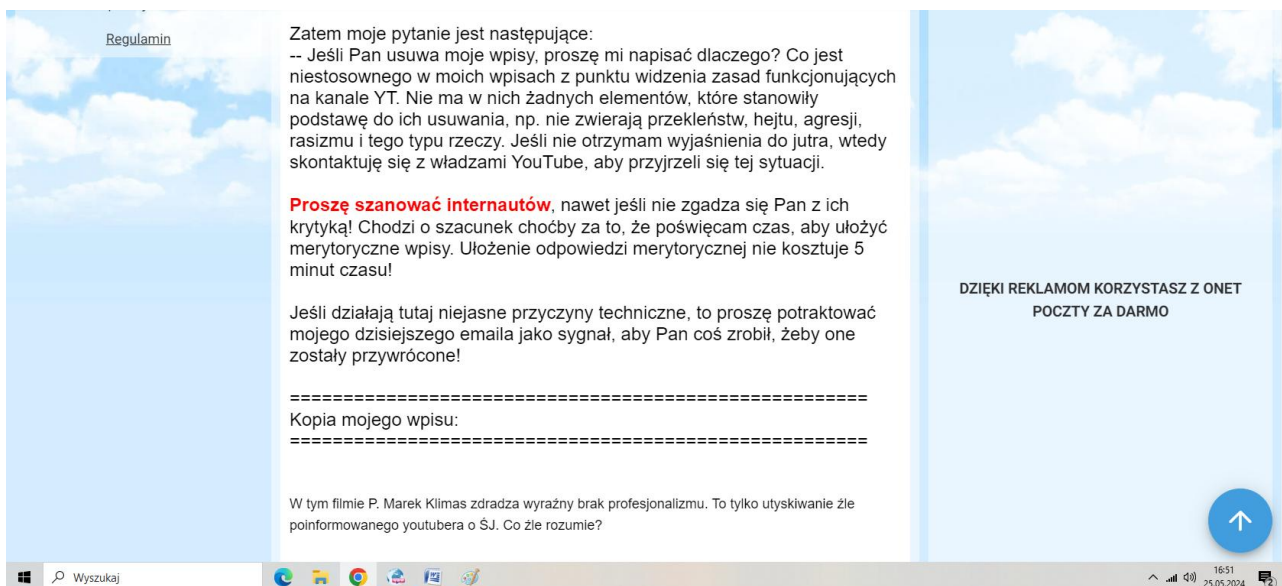 Regulamin
Zatem moje pytanie jest następujące:
-- Jeśli Pan usuwa moje wpisy, proszę mi napisać dlaczego? Co jest
niestosownego w moich wpisach z punktu widzenia zasad funkcjonujących
na kanale YT. Nie ma w nich żadnych elementów, które stanowiły
podstawę do ich usuwania, np. nie zwierają przekleństw, hejtu, agresji,
rasizmu i tego typu rzeczy. Jeśli nie otrzymam wyjaśnienia do jutra, wtedy
skontaktuję się z władzami YouTube, aby przyjrzeli się tej sytuacji.
Proszę szanować internautów, nawet jeśli nie zgadza się Pan z ich
krytyką! Chodzi o szacunek choćby za to, że poświęcam czas, aby ułożyć
merytoryczne wpisy. Ułożenie odpowiedzi merytorycznej nie kosztuje 5
minut czasu!
Jeśli działają tutaj niejasne przyczyny techniczne, to proszę potraktować
mojego dzisiejszego emaila jako sygnał, aby Pan coś zrobił, żeby one
zostały przywrócone!
======================================================
Kopia mojego wpisu:
======================================================
W tym filmie P. Marek Klimas zdradza wyraźny brak profesjonalizmu. To tylko utyskiwanie źle
poinformowanego youtubera o ŚJ. Co źle rozumie?
DZIĘKI REKLAMOM KORZYSTASZ Z ONET
POCZTY ZA DARMO
Wyszukaj
16:51
25.05.2024